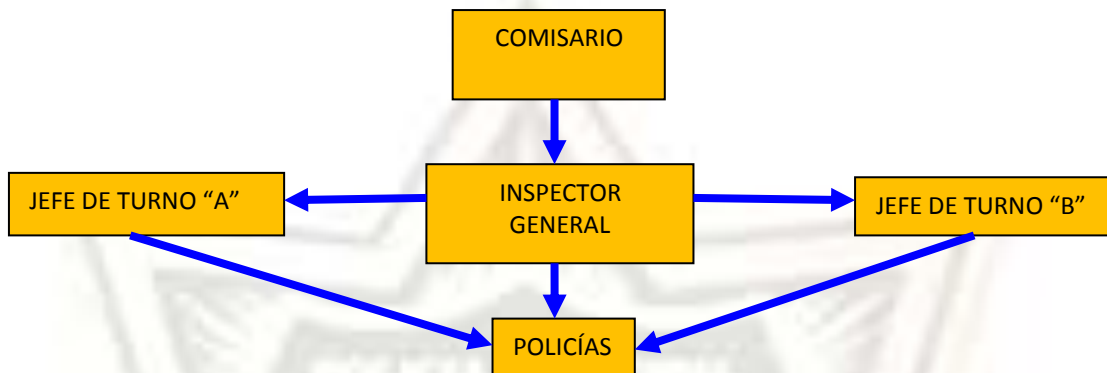 COMISARIO
JEFE DE TURNO “A”
INSPECTOR
GENERAL
JEFE DE TURNO “B”
POLICÍAS